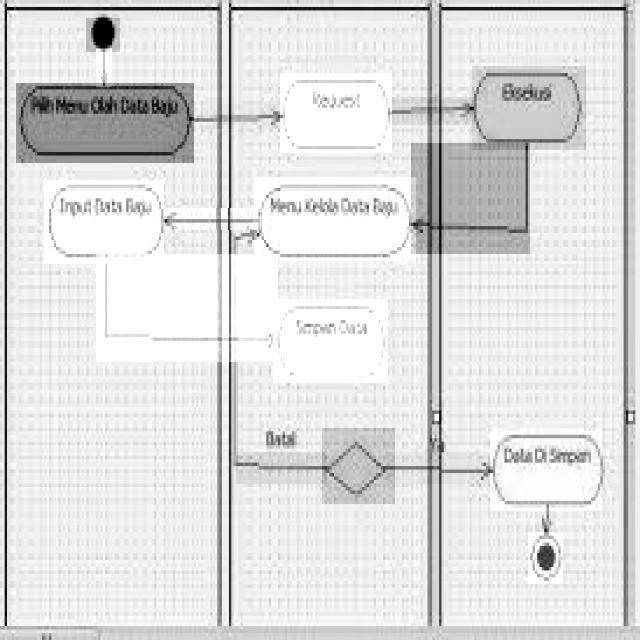 Pilih Menu Olah Data Baju
Request
Eksekusi
Input Data Baju
Menu Kelola Data Baju
Simpan Data
Batal
Ya
Data Di Simpan